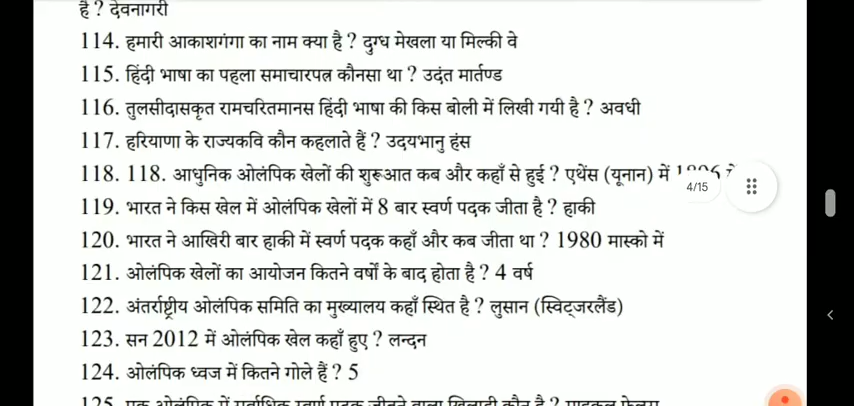 है ? देवनागरी
114. हमारी आकाशगंगा का नाम क्या है ? दुग्ध मेखला या मिल्की वे
115. हिंदी भाषा का पहला समाचारपत्र कौनसा था ? उदंत मार्तण्ड
116. तुलसीदासकृत रामचरितमानस हिंदी भाषा की किस बोली में लिखी गयी है ? अवधी
117. हरियाणा के राज्यकवि कौन कहलाते हैं ? उदयभानु हंस
118. 118. आधुनिक ओलंपिक खेलों की शुरूआत कब और कहाँ से हुई ? एथेंस (यूनान) में
4/15
119. भारत ने किस खेल में ओलंपिक खेलों में 8 बार स्वर्ण पदक जीता है ? हाकी
120. भारत ने आखिरी बार हाकी में स्वर्ण पदक कहाँ और कब जीता था ? 1980 मास्को में
121. ओलंपिक खेलों का आयोजन कितने वर्षों के बाद होता है ? 4 वर्ष
122. अंतर्राष्ट्रीय ओलंपिक समिति का मुख्यालय कहाँ स्थित है ? लुसान (स्विट्जरलैंड)
123. सन 2012 में ओलंपिक खेल कहाँ हुए ? लन्दन
124. ओलंपिक ध्वज में कितने गोले हैं ? 5